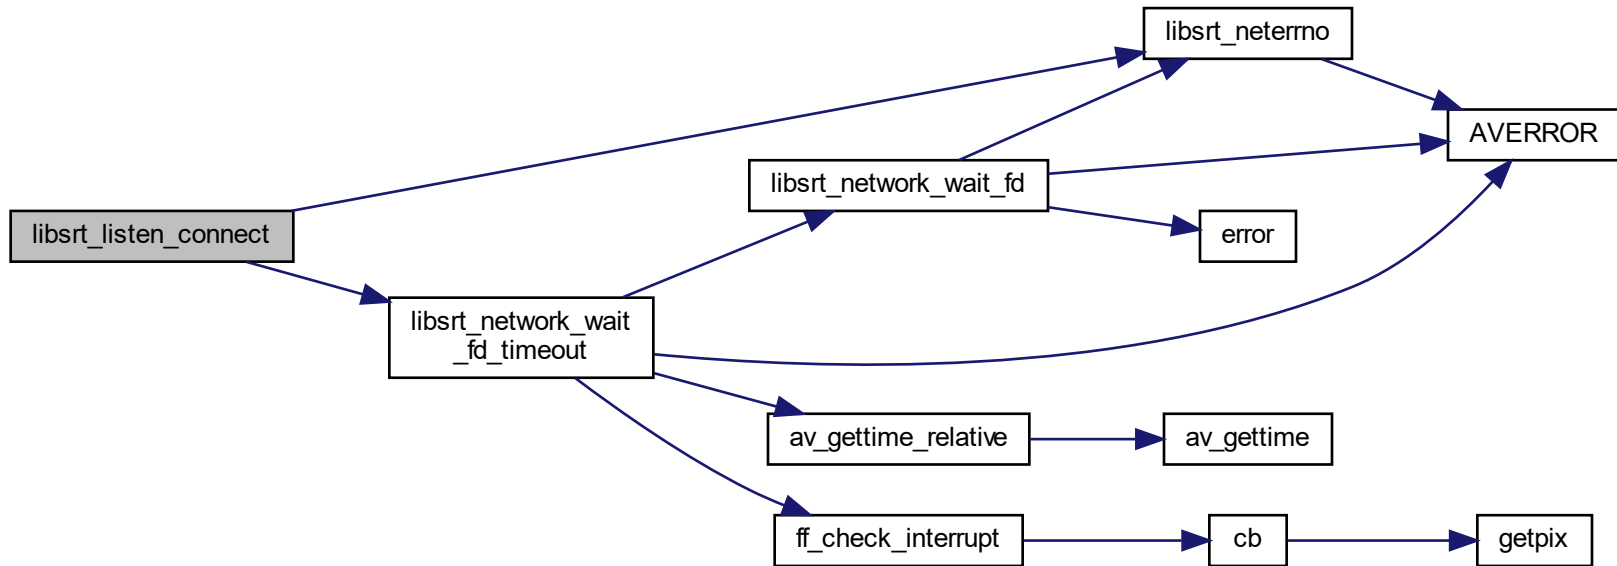 libsrt_neterrno
AVERROR
libsrt_network_wait_fd
libsrt_listen_connect
error
libsrt_network_wait
_fd_timeout
av_gettime_relative
av_gettime
ff_check_interrupt
cb
getpix